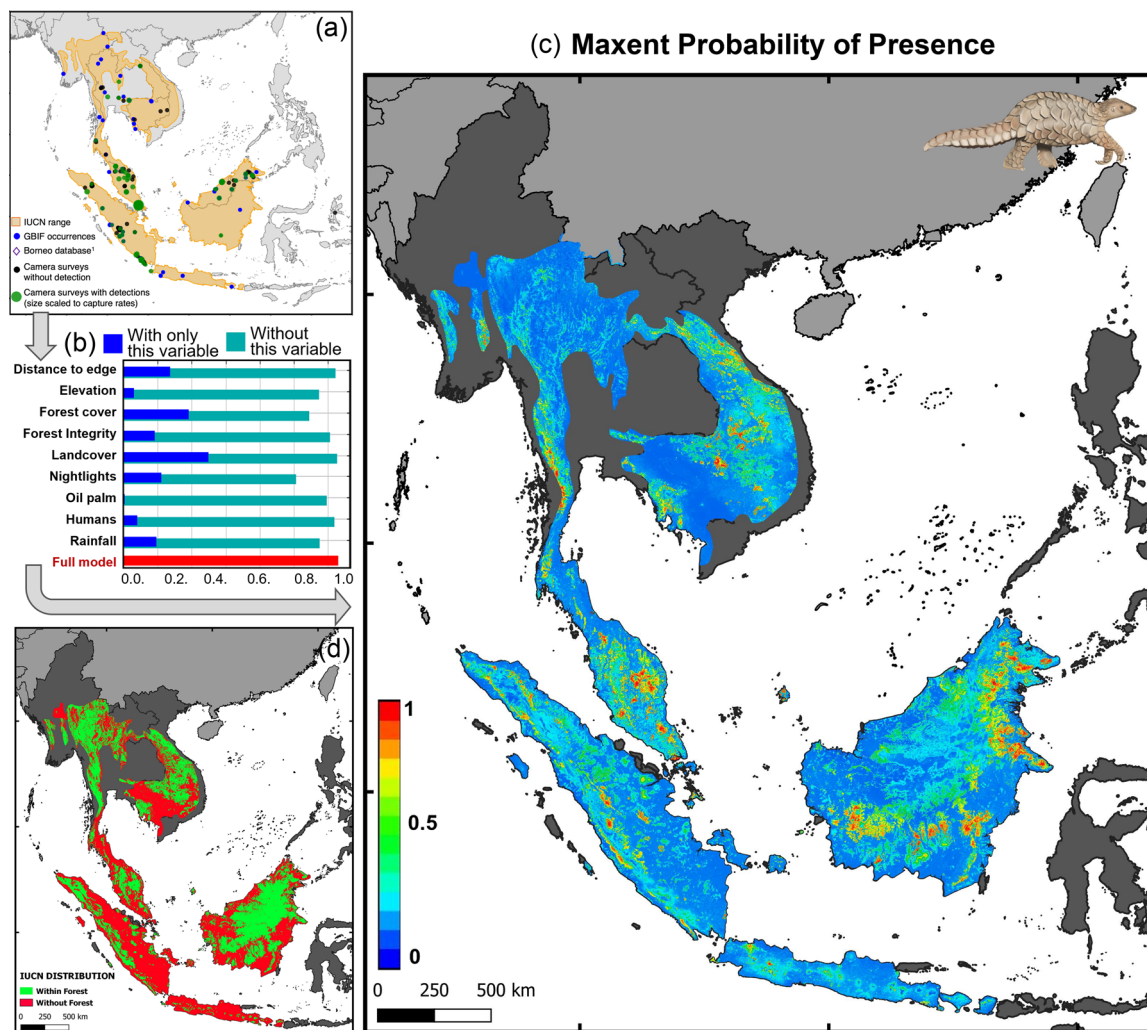 (a)
IUCN range
GBIF occurrences
Borneo database¹
Camera surveys
without detection
Camera surveys with detections
(size scaled to capture rates)
(b)
With only
this variable
Without
this variable
Distance to edge
Elevation
Forest cover
Forest Integrity
Landcover
Nightlights
Oil palm
Humans
Rainfall
Full model
0.0 0.2 0.4 0.6 0.8 1.0
(c) Maxent Probability of Presence
1
0.5
0
0 250 500 km
(d)
IUCN DISTRIBUTION
Within Forest
Without Forest
0 250 500 km